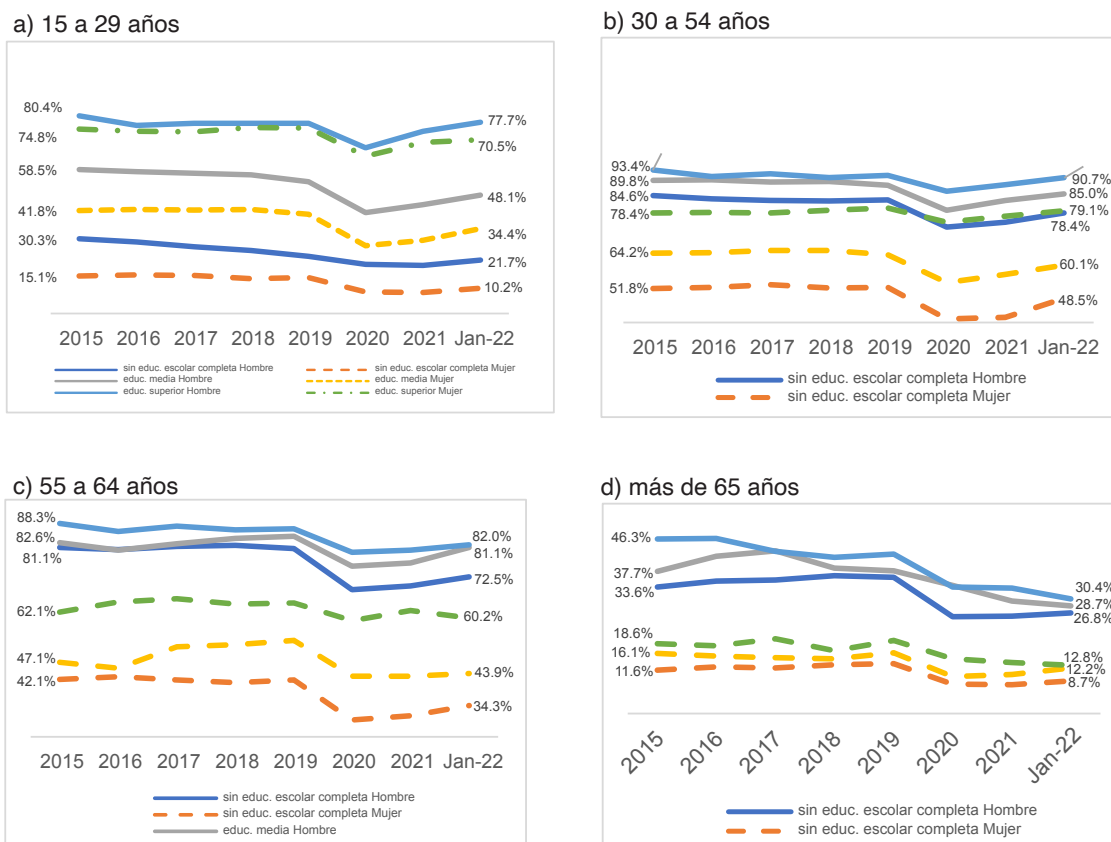 a) 15 a 29 años
80.4%
74.8%
58.5%
41.8%
30.3%
15.1%
77.7%
70.5%
48.1%
34.4%
21.7%
10.2%
2015 2016 2017 2018 2019 2020 2021 Jan-22
sin educ. escolar completa Hombre sin educ. escolar completa Mujer
educ. media Hombre educ. media Mujer
educ. superior Hombre educ. superior Mujer
b) 30 a 54 años
93.4%
89.8%
84.6%
78.4%
64.2%
51.8%
90.7%
85.0%
79.1%
78.4%
60.1%
48.5%
2015 2016 2017 2018 2019 2020 2021 Jan-22
sin educ. escolar completa Hombre
sin educ. escolar completa Mujer
c) 55 a 64 años
88.3%
82.6%
81.1%
62.1%
47.1%
42.1%
82.0%
81.1%
72.5%
60.2%
43.9%
34.3%
2015 2016 2017 2018 2019 2020 2021 Jan-22
sin educ. escolar completa Hombre
sin educ. escolar completa Mujer
educ. media Hombre
d) más de 65 años
46.3%
37.7%
33.6%
18.6%
16.1%
11.6%
30.4%
28.7%
26.8%
12.8%
12.2%
8.7%
2015 2016 2017 2018 2019 2020 2021 Jan-22
sin educ. escolar completa Hombre
sin educ. escolar completa Mujer